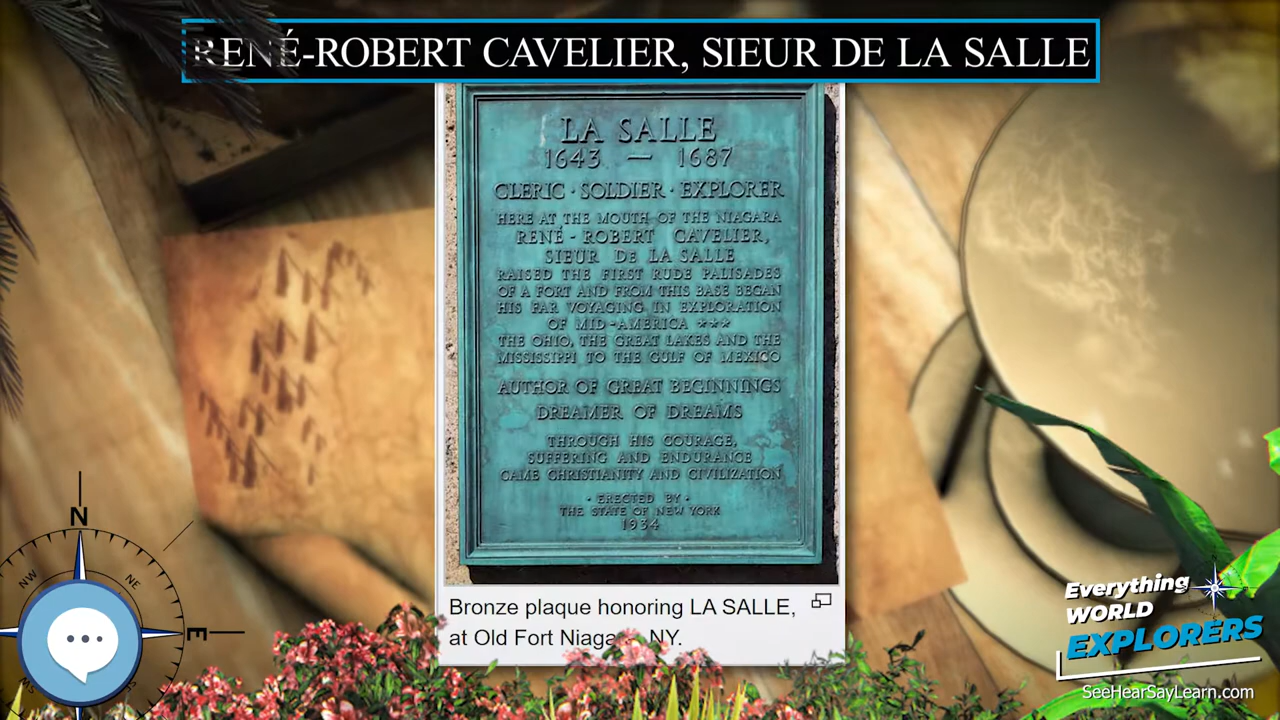 RENÉ-ROBERT CAVELIER, SIEUR DE LA SALLE
LA SALLE
1643 — 1687
CLERIC · SOLDIER · EXPLORER
HERE AT THE MOUTH OF THE NIAGARA
RENÉ - ROBERT CAVELIER,
SIEUR DE LA SALLE
RAISED THE FIRST RUDE PALISADES
OF A FORT AND FROM THIS BASE BEGAN
HIS FAR VOYAGING IN EXPLORATION
OF MID-AMERICA ***
THE OHIO, THE GREAT LAKES AND THE
MISSISSIPPI TO THE GULF OF MEXICO
AUTHOR OF GREAT BEGINNINGS
DREAMER OF DREAMS
THROUGH HIS COURAGE,
SUFFERING AND ENDURANCE
CAME CHRISTIANITY AND CIVILIZATION
· ERECTED BY ·
THE STATE OF NEW YORK
1934
Bronze plaque honoring LA SALLE,
at Old Fort Niagara, NY.
N
NW
NE
E
Everything
WORLD
EXPLORERS
SeeHearSayLearn.com